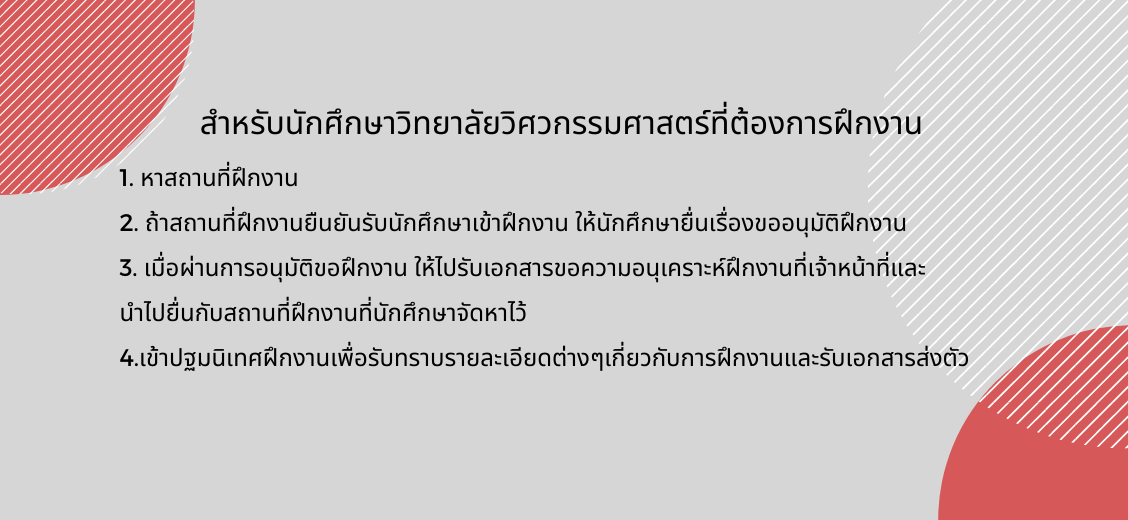 สำหรับนักศึกษาวิทยาลัยวิศวกรรมศาสตร์ที่ต้องการฝึกงาน
1. หาสถานที่ฝึกงาน
2. ถ้าสถานที่ฝึกงานยืนยันรับนักศึกษาเข้าฝึกงาน ให้นักศึกษายื่นเรื่องขออนุมัติฝึกงาน
3. เมื่อผ่านการอนุมัติขอฝึกงาน ให้ไปรับเอกสารขอความอนุเคราะห์ฝึกงานที่เจ้าหน้าที่และ
นำไปยื่นกับสถานที่ฝึกงานที่นักศึกษาจัดหาไว้
4.เข้าปฐมนิเทศฝึกงานเพื่อรับทราบรายละเอียดต่างๆเกี่ยวกับการฝึกงานและรับเอกสารส่งตัว